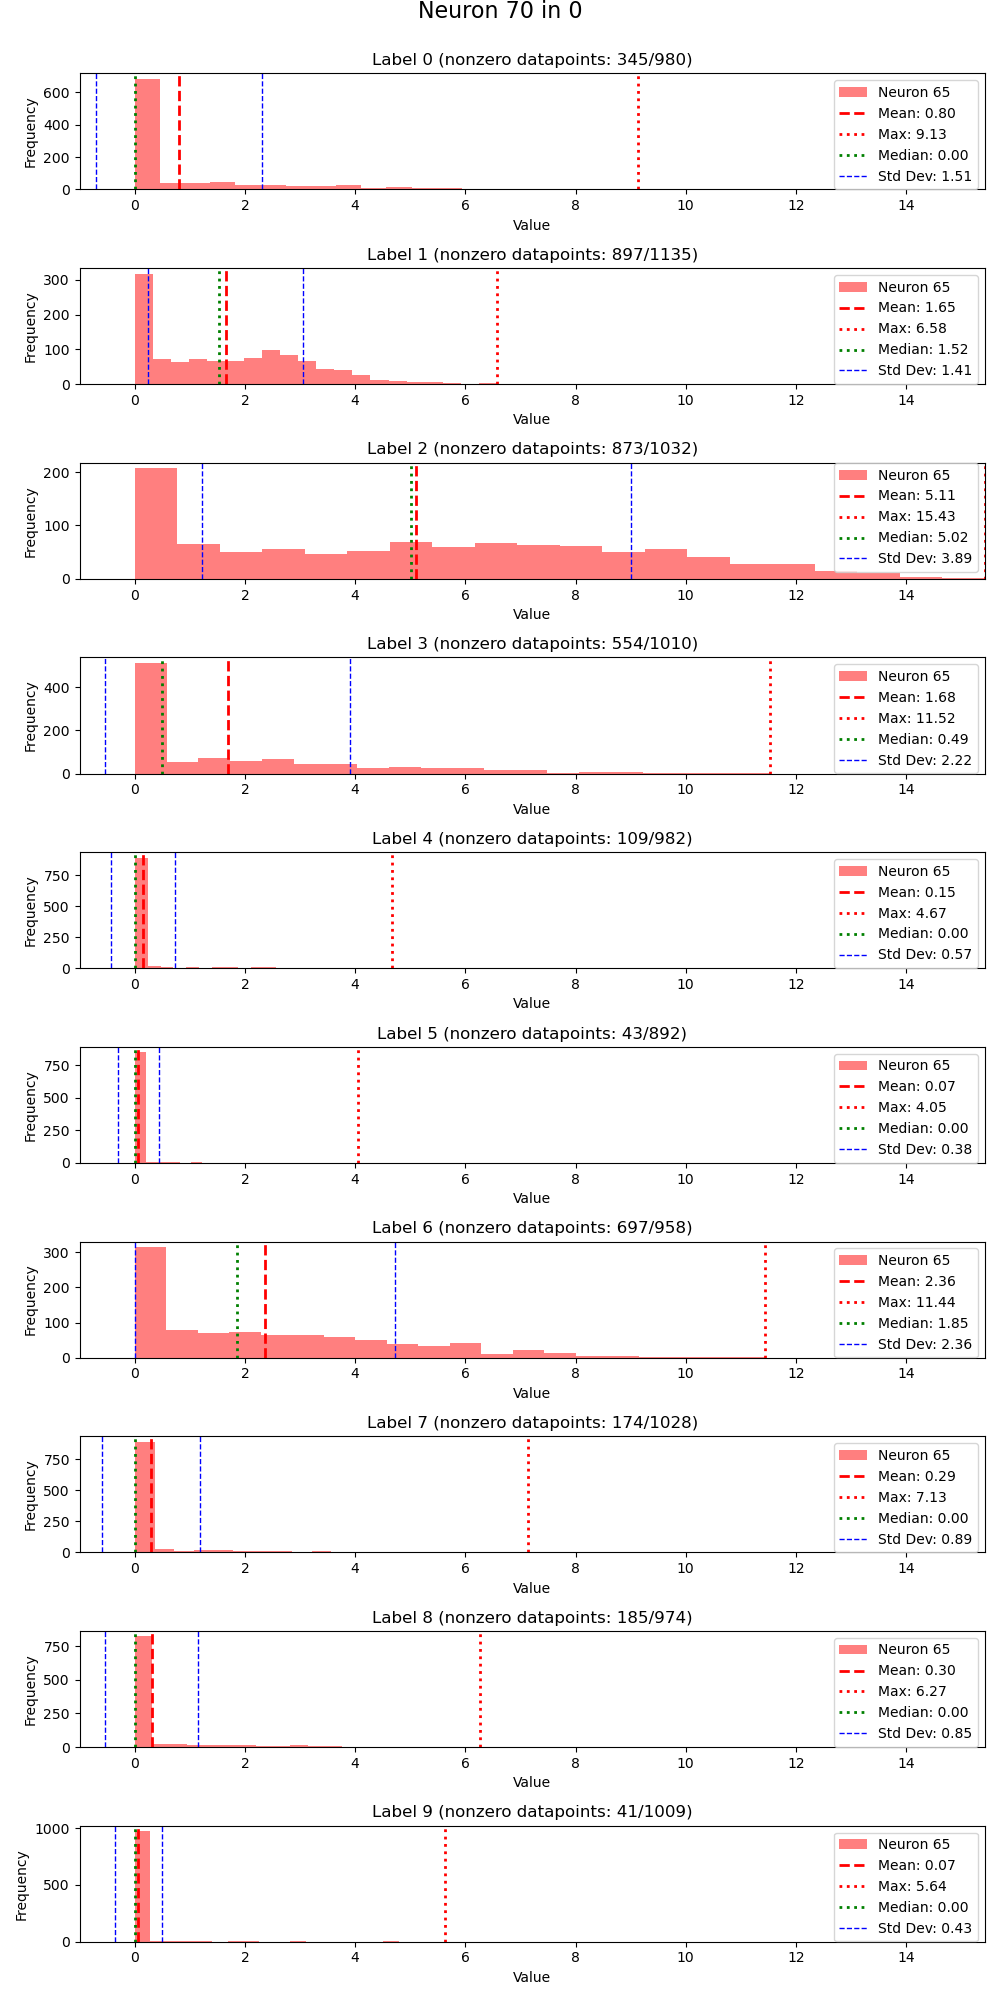 Neuron 70 in 0
Label 0 (nonzero datapoints: 345/980)
Frequency
600
400
200
0
Neuron 65
Mean: 0.80
Max: 9.13
Median: 0.00
Std Dev: 1.51
0 2 4 6 8 10 12 14
Value
Label 1 (nonzero datapoints: 897/1135)
Frequency
300
200
100
0
Neuron 65
Mean: 1.65
Max: 6.58
Median: 1.52
Std Dev: 1.41
0 2 4 6 8 10 12 14
Value
Label 2 (nonzero datapoints: 873/1032)
Frequency
200
100
0
Neuron 65
Mean: 5.11
Max: 15.43
Median: 5.02
Std Dev: 3.89
0 2 4 6 8 10 12 14
Value
Label 3 (nonzero datapoints: 554/1010)
Frequency
400
200
0
Neuron 65
Mean: 1.68
Max: 11.52
Median: 0.49
Std Dev: 2.22
0 2 4 6 8 10 12 14
Value
Label 4 (nonzero datapoints: 109/982)
Frequency
750
500
250
0
Neuron 65
Mean: 0.15
Max: 4.67
Median: 0.00
Std Dev: 0.57
0 2 4 6 8 10 12 14
Value
Label 5 (nonzero datapoints: 43/892)
Frequency
750
500
250
0
Neuron 65
Mean: 0.07
Max: 4.05
Median: 0.00
Std Dev: 0.38
0 2 4 6 8 10 12 14
Value
Label 6 (nonzero datapoints: 697/958)
Frequency
300
200
100
0
Neuron 65
Mean: 2.36
Max: 11.44
Median: 1.85
Std Dev: 2.36
0 2 4 6 8 10 12 14
Value
Label 7 (nonzero datapoints: 174/1028)
Frequency
750
500
250
0
Neuron 65
Mean: 0.29
Max: 7.13
Median: 0.00
Std Dev: 0.89
0 2 4 6 8 10 12 14
Value
Label 8 (nonzero datapoints: 185/974)
Frequency
750
500
250
0
Neuron 65
Mean: 0.30
Max: 6.27
Median: 0.00
Std Dev: 0.85
0 2 4 6 8 10 12 14
Value
Label 9 (nonzero datapoints: 41/1009)
Frequency
1000
500
0
Neuron 65
Mean: 0.07
Max: 5.64
Median: 0.00
Std Dev: 0.43
0 2 4 6 8 10 12 14
Value